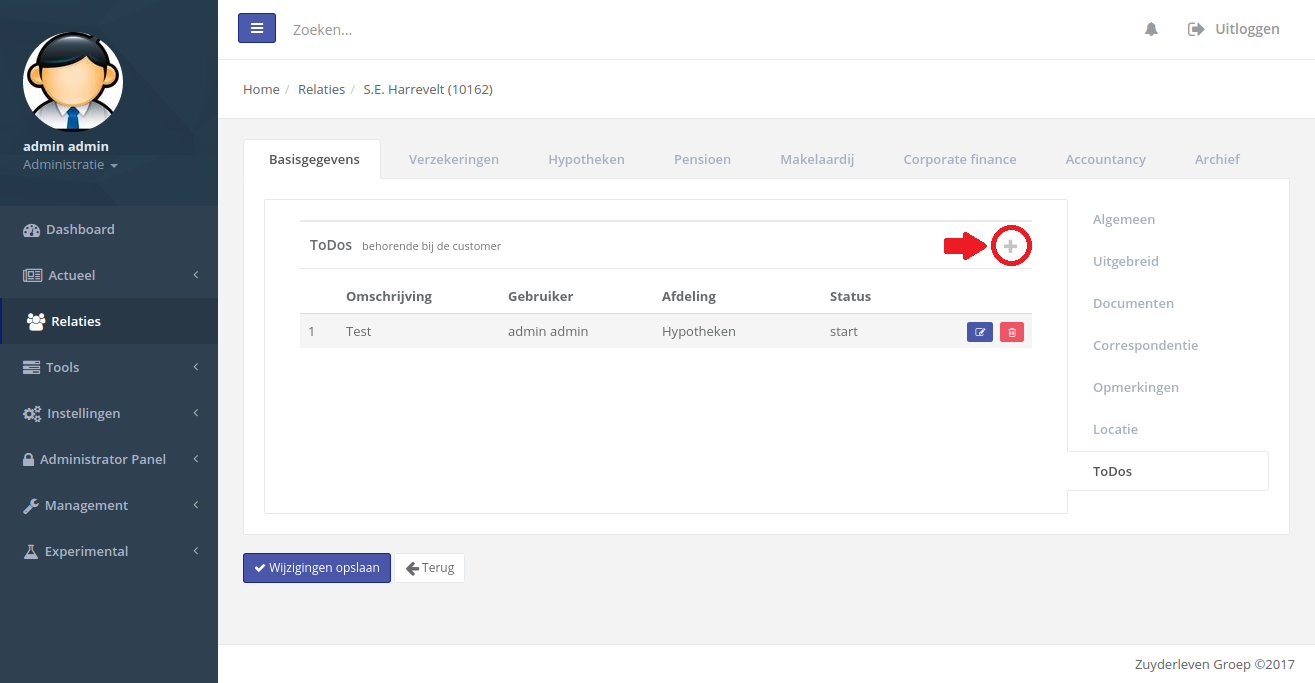 Zoeken...
Uitloggen
admin admin
Administratie
Dashboard
Actueel
Relaties
Tools
Instellingen
Administrator Panel
Management
Experimental
Home / Relaties / S.E. Harrevelt (10162)
Basisgegevens Verzekeringen Hypotheken Pensioen Makelaardij Corporate finance Accountancy Archief
ToDos behorende bij de customer
Omschrijving Gebruiker Afdeling Status
1 Test admin admin Hypotheken start
Algemeen
Uitgebreid
Documenten
Correspondentie
Opmerkingen
Locatie
ToDos
Wijzigingen opslaan Terug
Zuyderleven Groep ©2017